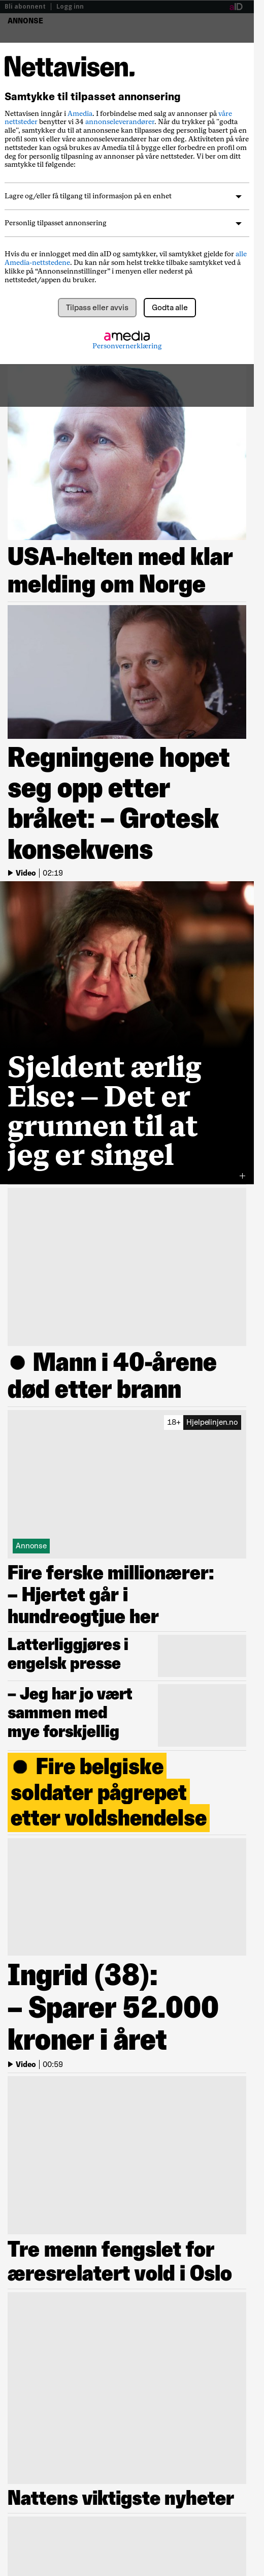 Bli abonnent | Logg inn
aID
ANNONSE
Nettavisen.
Samtykke til tilpasset annonsering
Nettavisen inngår i Amedia. I forbindelse med salg av annonser på våre
nettsteder benytter vi 34 annonseleverandører. Når du trykker på "godta
alle", samtykker du til at annonsene kan tilpasses deg personlig basert på en
profil som vi eller våre annonseleverandører har om deg. Aktivitet på våre
nettsteder kan også brukes av Amedia til å bygge eller forbedre en profil om
deg for personlig tilpasning av annonser på våre nettsteder. Vi ber om ditt
samtykke til følgende:
Lagre og/eller få tilgang til informasjon på en enhet
Personlig tilpasset annonsering
Hvis du er innlogget med din aID og samtykker, vil samtykket gjelde for alle
Amedia-nettstedene. Du kan når som helst trekke tilbake samtykket ved å
klikke på “Annonseinnstillinger” i menyen eller nederst på
nettstedet/appen du bruker.
Tilpass eller avvis
Godta alle
amedia
Personvernerklæring
USA-helten med klar
melding om Norge
Regningene hopet
seg opp etter
bråket: – Grotesk
konsekvens
Video | 02:19
Sjeldent ærlig
Else: – Det er
grunnen til at
jeg er singel
Mann i 40-årene
død etter brann
18+ Hjelpelinjen.no
Annonse
Fire ferske millionærer:
– Hjertet går i
hundreogtjue her
Latterliggjøres i
engelsk presse
– Jeg har jo vært
sammen med
mye forskjellig
Fire belgiske
soldater pågrepet
etter voldshendelse
Ingrid (38):
– Sparer 52.000
kroner i året
Video | 00:59
Tre menn fengslet for
æresrelatert vold i Oslo
Nattens viktigste nyheter